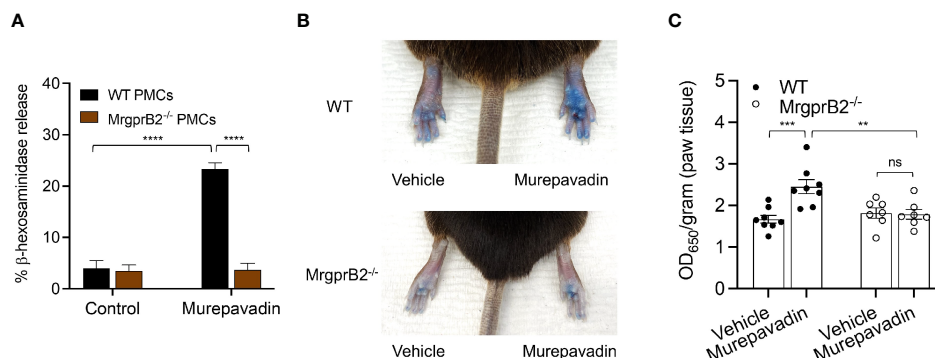 A
% β-hexosaminidase release
40
30
20
10
0
WT PMCs
MrgprB2-/- PMCs
****
****
Control
Murepavadin
B
WT
Vehicle
Murepavadin
MrgprB2-/-
Vehicle
Murepavadin
C
OD650/gram (paw tissue)
5
4
3
2
1
0
WT
MrgprB2-/-
***
**
ns
Vehicle
Murepavadin
Vehicle
Murepavadin